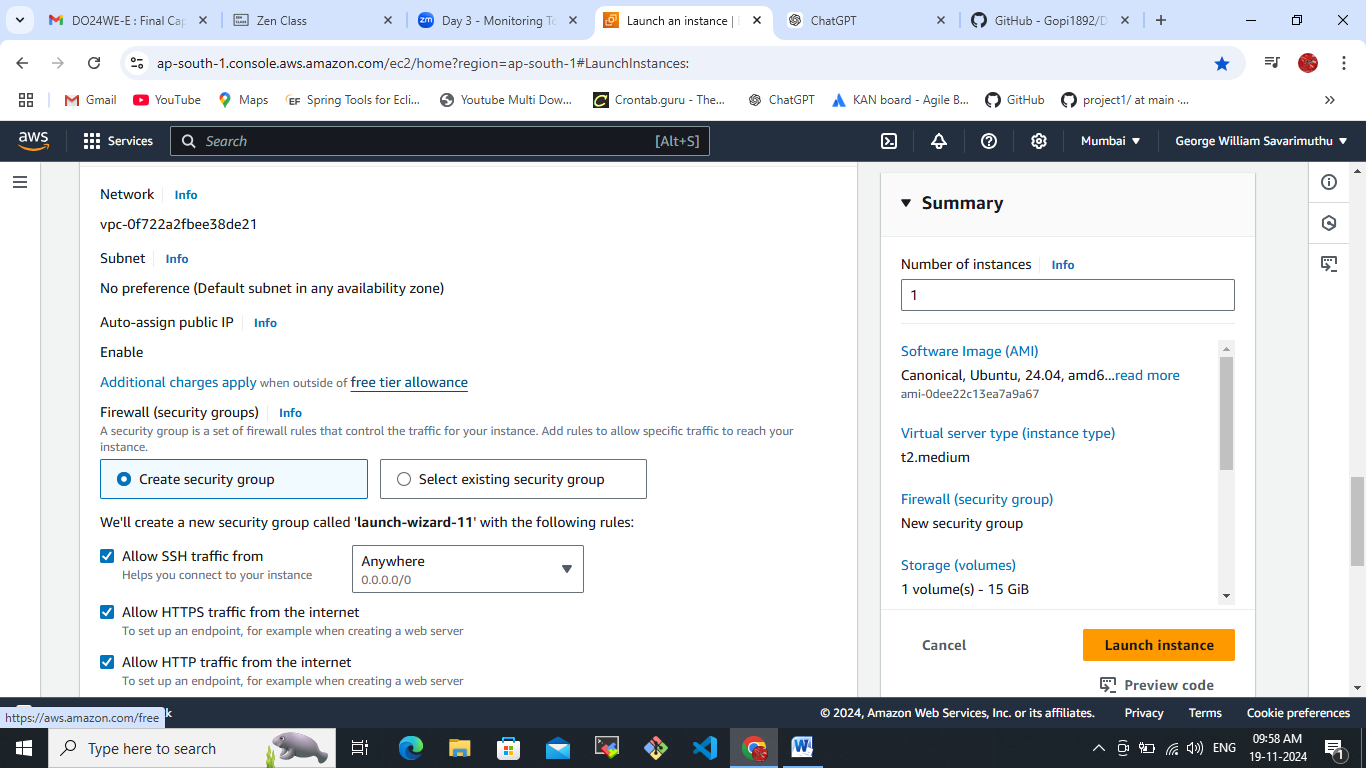 DO24WE-E : Final Cap
Zen Class
zm Day 3 - Monitoring To
Launch an instance | E
ChatGPT
GitHub - Gopi1892/D
ap-south-1.console.aws.amazon.com/ec2/home?region=ap-south-1#LaunchInstances:
Gmail
YouTube
Maps
EF Spring Tools for Ecli...
Youtube Multi Dow...
Crontab.guru - The...
ChatGPT
KAN board - Agile B...
GitHub
project1/ at main ·...
aws
Services
Search
[Alt+S]
Mumbai
George William Savarimuthu
Network
Info
vpc-0f722a2fbee38de21
Subnet
Info
No preference (Default subnet in any availability zone)
Auto-assign public IP
Info
Enable
Additional charges apply when outside of free tier allowance
Firewall (security groups)
Info
A security group is a set of firewall rules that control the traffic for your instance. Add rules to allow specific traffic to reach your
instance.
Create security group
Select existing security group
We'll create a new security group called 'launch-wizard-11' with the following rules:
Allow SSH traffic from
Helps you connect to your instance
Anywhere
0.0.0.0/0
Allow HTTPS traffic from the internet
To set up an endpoint, for example when creating a web server
Allow HTTP traffic from the internet
To set up an endpoint, for example when creating a web server
Summary
Number of instances
Info
1
Software Image (AMI)
Canonical, Ubuntu, 24.04, amd6...read more
ami-0dee22c13ea7a9a67
Virtual server type (instance type)
t2.medium
Firewall (security group)
New security group
Storage (volumes)
1 volume(s) - 15 GiB
Cancel
Launch instance
Preview code
https://aws.amazon.com/free
k
© 2024, Amazon Web Services, Inc. or its affiliates.
Privacy
Terms
Cookie preferences
Type here to search
ENG
09:58 AM
19-11-2024
1